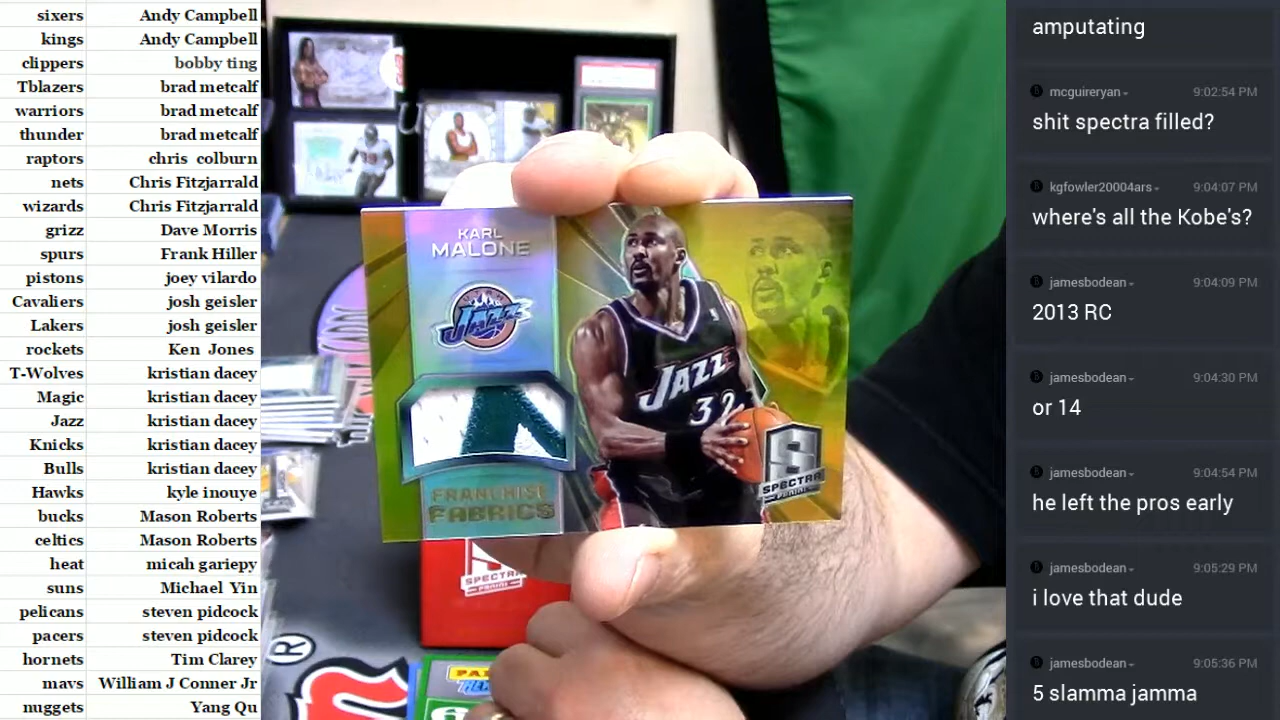 sixers Andy Campbell
kings Andy Campbell
clippers bobby ting
Tblazers brad metcalf
warriors brad metcalf
thunder brad metcalf
raptors chris colburn
nets Chris Fitzjarrald
wizards Chris Fitzjarrald
grizz Dave Morris
spurs Frank Hiller
pistons joey vilardo
Cavaliers josh geisler
Lakers josh geisler
rockets Ken Jones
T-Wolves kristian dacey
Magic kristian dacey
Jazz kristian dacey
Knicks kristian dacey
Bulls kristian dacey
Hawks kyle inouye
bucks Mason Roberts
celtics Mason Roberts
heat micah gariepy
suns Michael Yin
pelicans steven pidcock
pacers steven pidcock
hornets Tim Clarey
mavs William J Conner Jr
nuggets Yang Qu
KARL
MALONE
JAZZ
FRANCHISE
FABRICS
JAZZ
32
SPECTRA
PANINI
SPECTRA
PANINI
®
amputating
mcguireryan 9:02:54 PM
shit spectra filled?
kgfowler20004ars 9:04:07 PM
where's all the Kobe's?
jamesbodean 9:04:09 PM
2013 RC
jamesbodean 9:04:30 PM
or 14
jamesbodean 9:04:54 PM
he left the pros early
jamesbodean 9:05:29 PM
i love that dude
jamesbodean 9:05:36 PM
5 slamma jamma